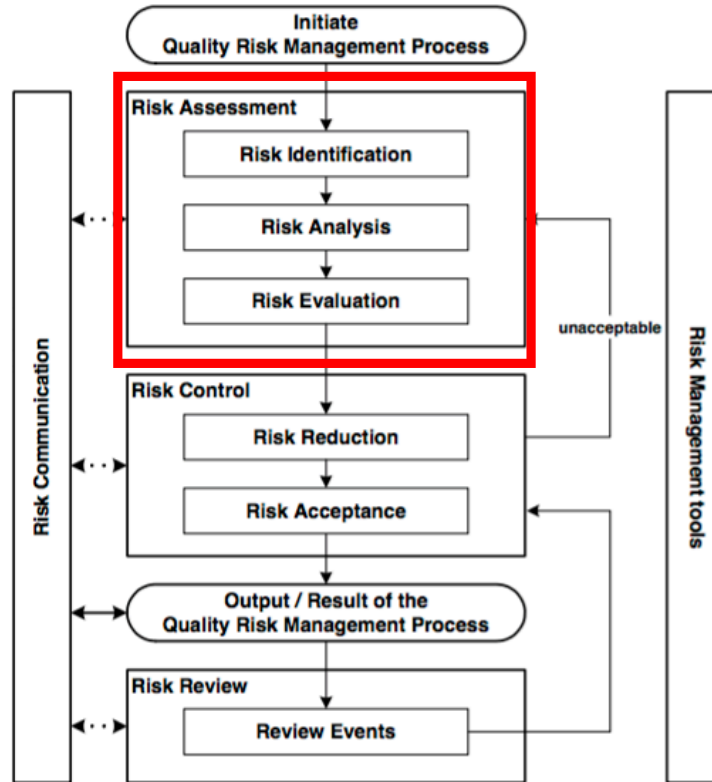 Initiate
Quality Risk Management Process
Risk Assessment
Risk Identification
Risk Analysis
Risk Evaluation
unacceptable
Risk Control
Risk Reduction
Risk Acceptance
Output / Result of the
Quality Risk Management Process
Risk Review
Review Events
Risk Communication
Risk Management tools